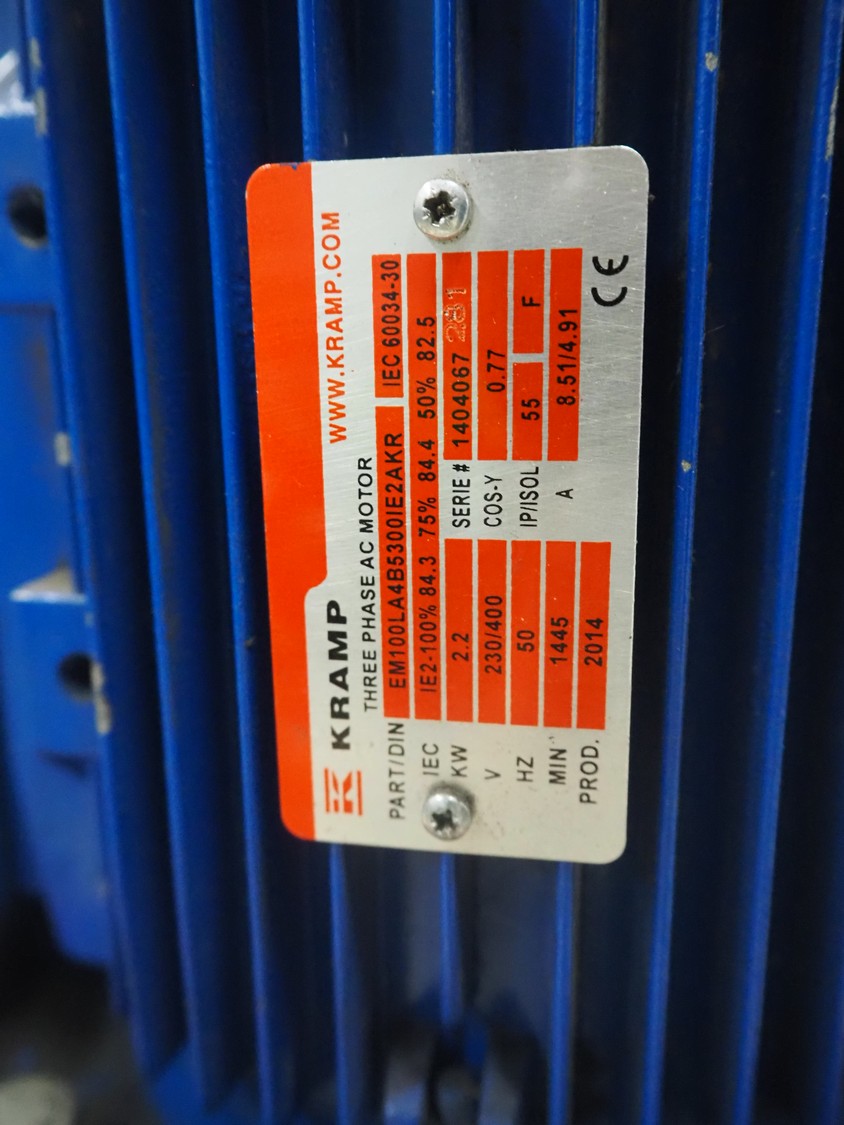 WWW.KRAMP.COM
KRAMP
THREE PHASE AC MOTOR
PART/DIN EM100LA4B5300IE2AKR IEC 60034-30
IEC IE2-100% 84.3 75% 84.4 50% 82.5
KW 2.2 SERIE # 1404067 281
V 230/400 COS-Y 0.77
HZ 50 IP/ISOL 55 F
MIN⁻¹ 1445 A 8.51/4.91
PROD. 2014
CE